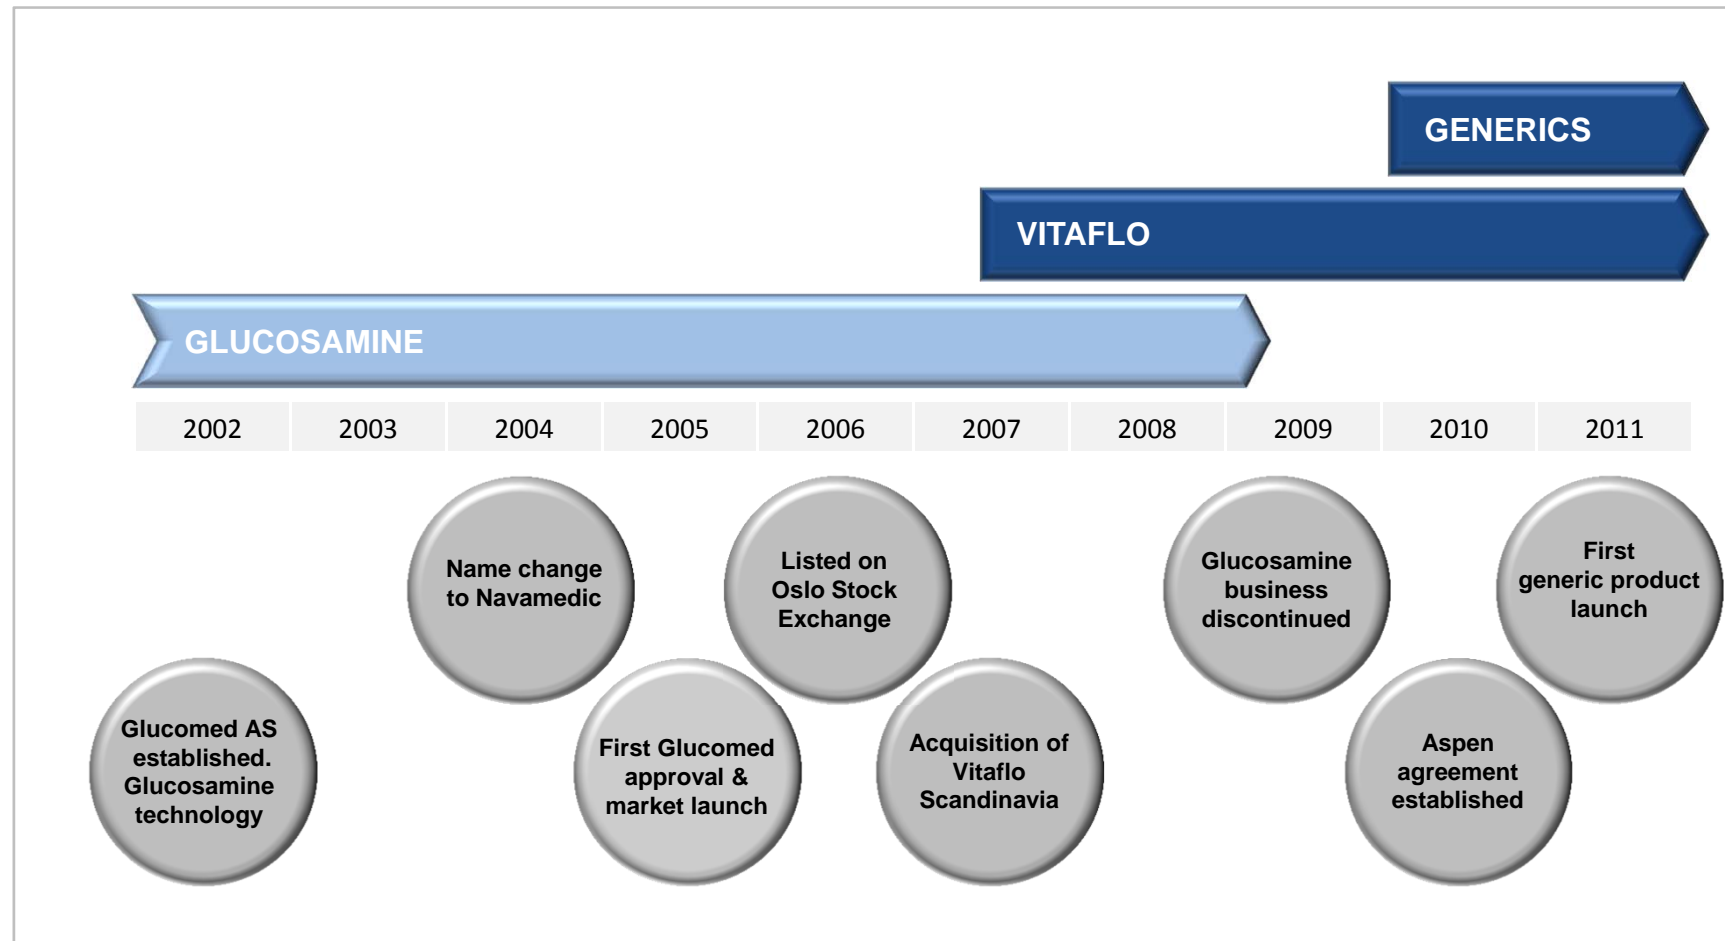 GENERICS
VITAFLO
GLUCOSAMINE
2002 2003 2004 2005 2006 2007 2008 2009 2010 2011
Name change
to Navamedic
Listed on
Oslo Stock
Exchange
Glucosamine
business
discontinued
First
generic product
launch
Glucomed AS
established.
Glucosamine
technology
First Glucomed
approval &
market launch
Acquisition of
Vitaflo
Scandinavia
Aspen
agreement
established